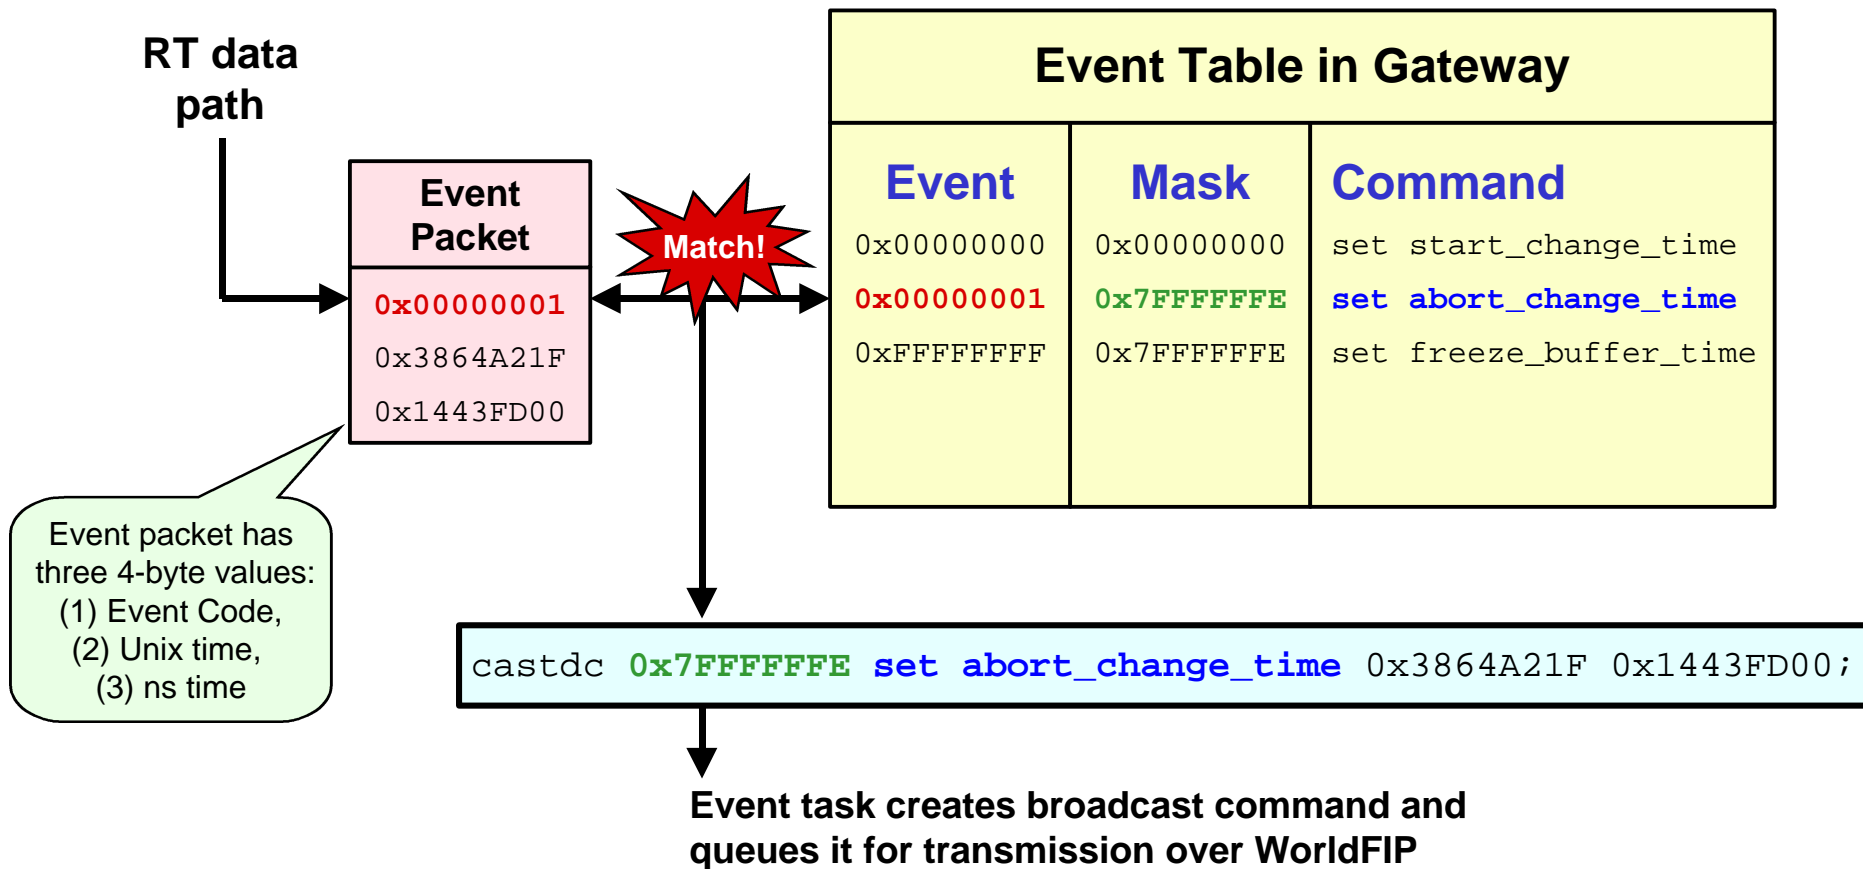 RT data
path
Event
Packet
0x00000001
0x3864A21F
0x1443FD00
Match!
Event Table in Gateway
Event Mask Command
0x00000000 0x00000000 set start_change_time
0x00000001 0x7FFFFFFE set abort_change_time
0xFFFFFFFF 0x7FFFFFFE set freeze_buffer_time
Event packet has
three 4-byte values:
(1) Event Code,
(2) Unix time,
(3) ns time
castdc 0x7FFFFFFE set abort_change_time 0x3864A21F 0x1443FD00;
Event task creates broadcast command and
queues it for transmission over WorldFIP